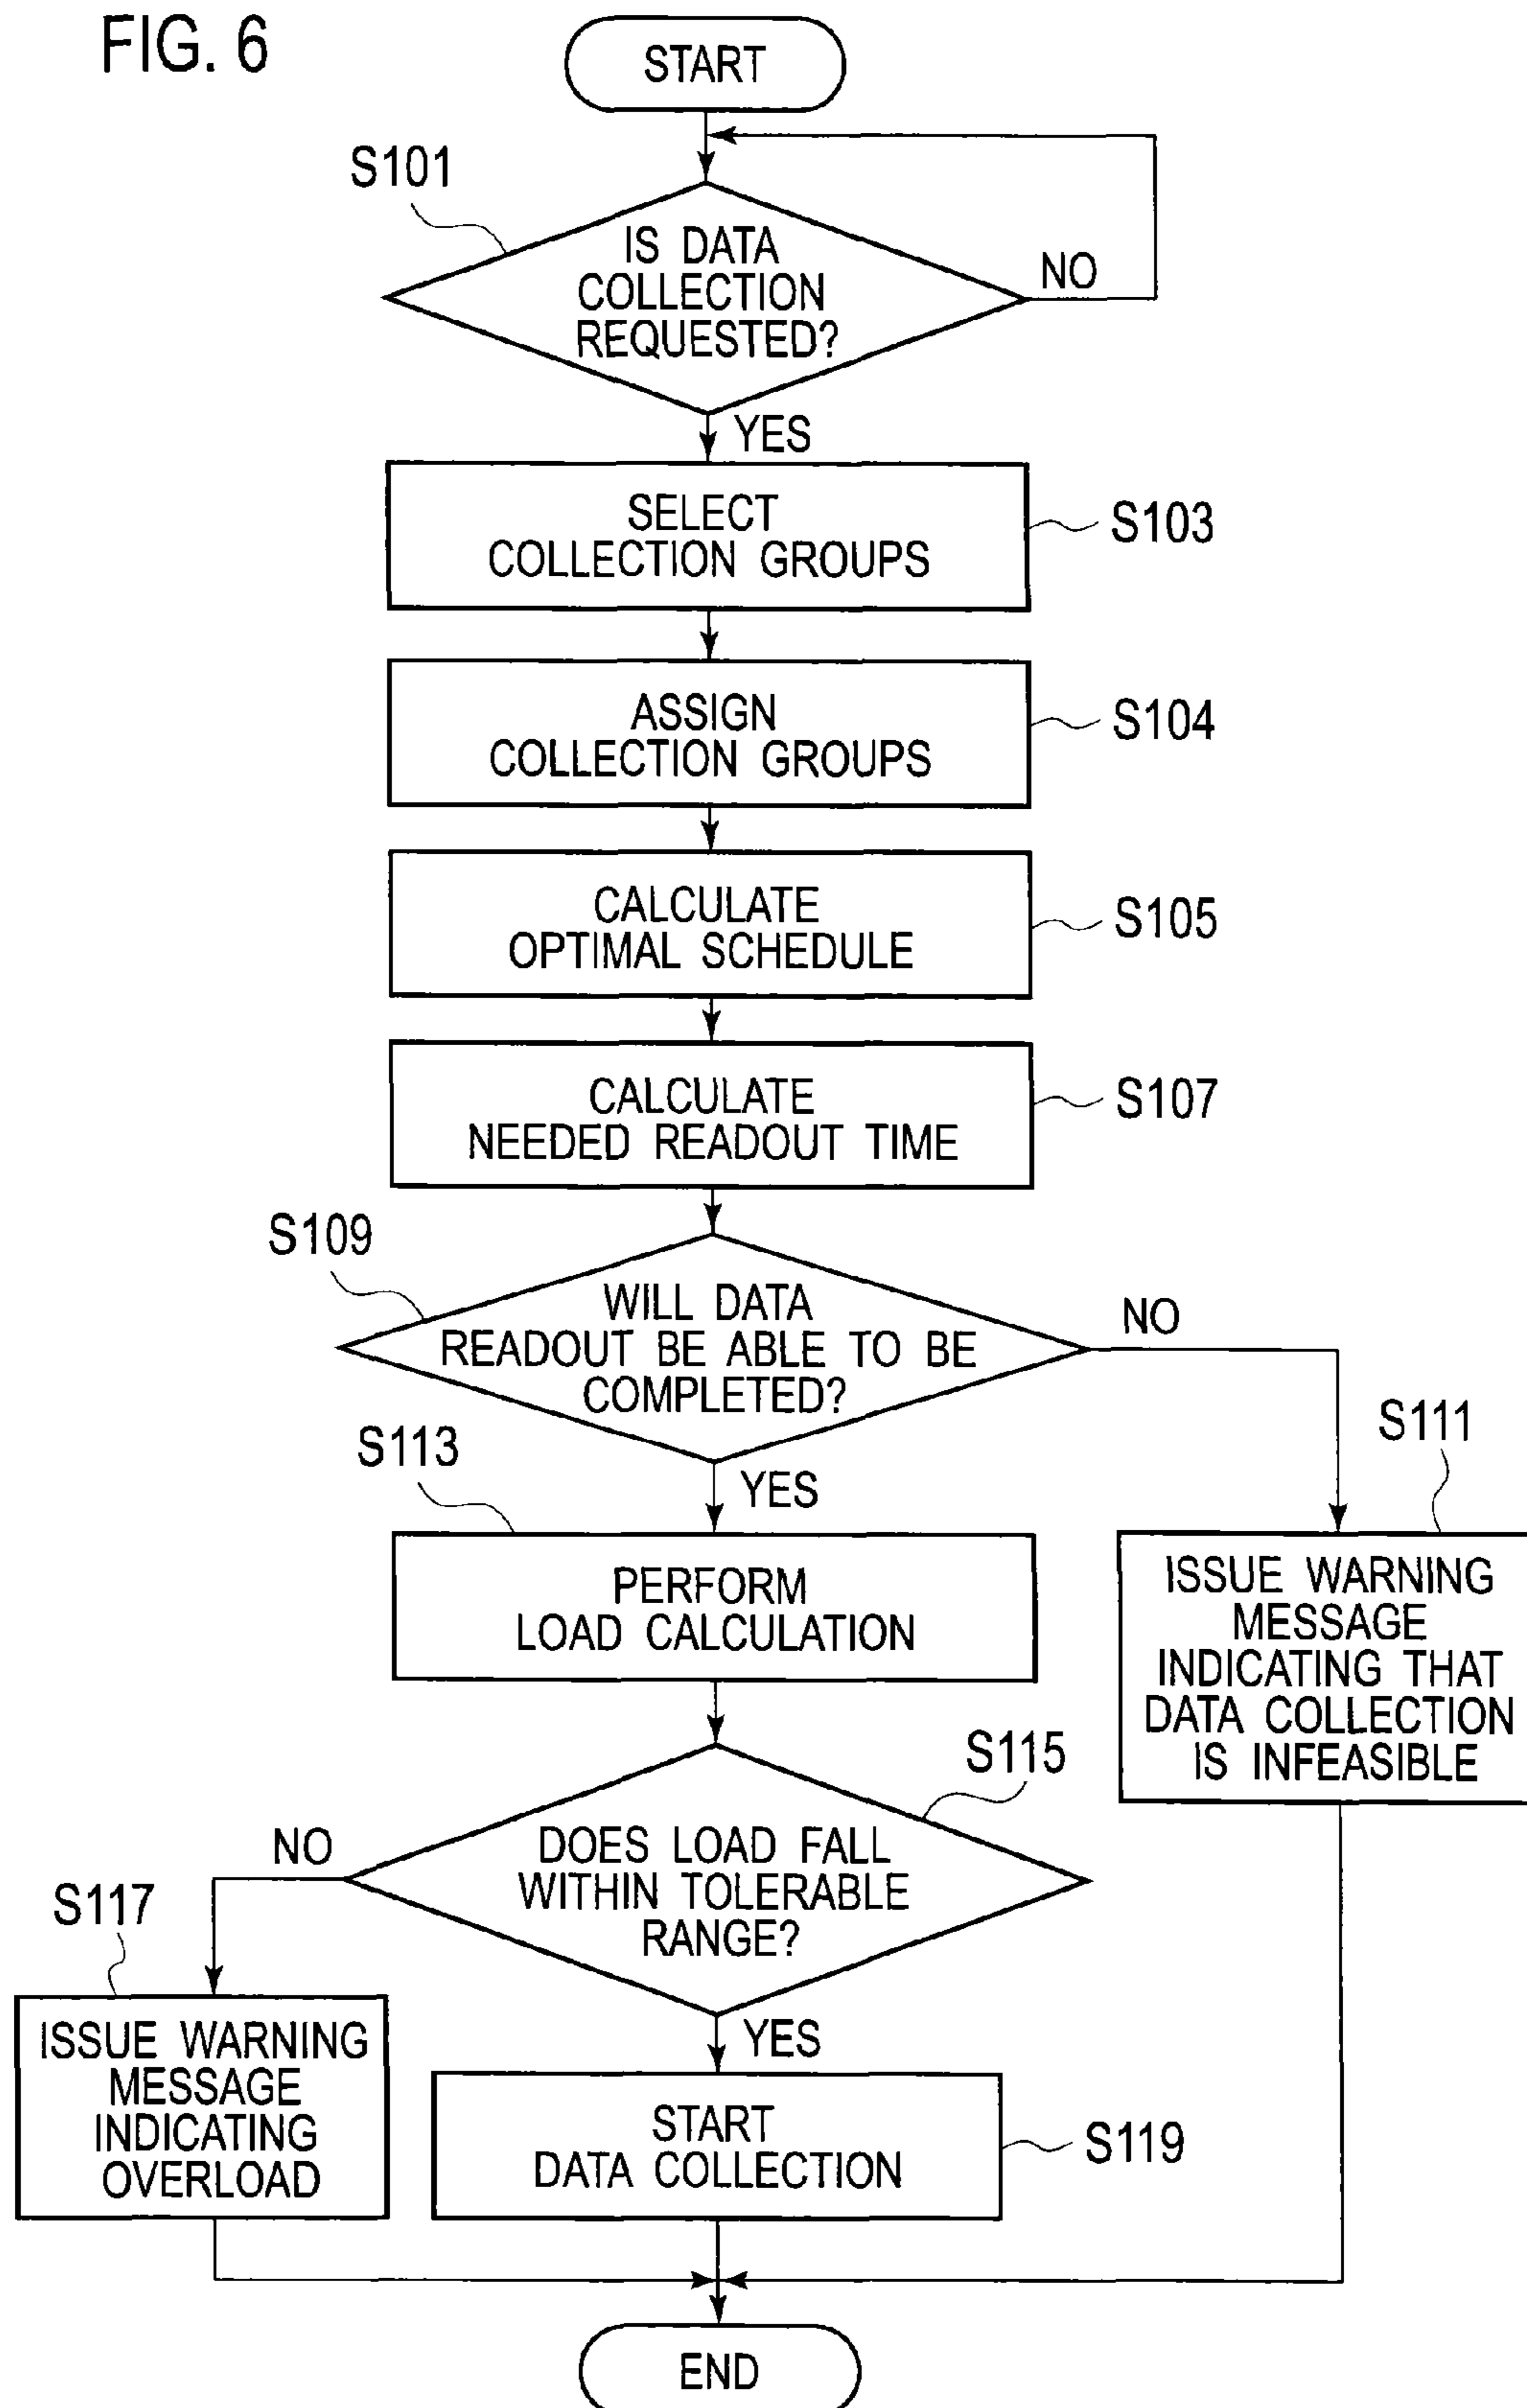 FIG. 6
START
S101
IS DATA
COLLECTION
REQUESTED?
NO
YES
SELECT
COLLECTION GROUPS
S103
ASSIGN
COLLECTION GROUPS
S104
CALCULATE
OPTIMAL SCHEDULE
S105
CALCULATE
NEEDED READOUT TIME
S107
S109
WILL DATA
READOUT BE ABLE TO BE
COMPLETED?
NO
YES
S113
PERFORM
LOAD CALCULATION
S111
ISSUE WARNING
MESSAGE
INDICATING THAT
DATA COLLECTION
IS INFEASIBLE
S115
DOES LOAD FALL
WITHIN TOLERABLE
RANGE?
NO
YES
S117
ISSUE WARNING
MESSAGE
INDICATING
OVERLOAD
START
DATA COLLECTION
S119
END